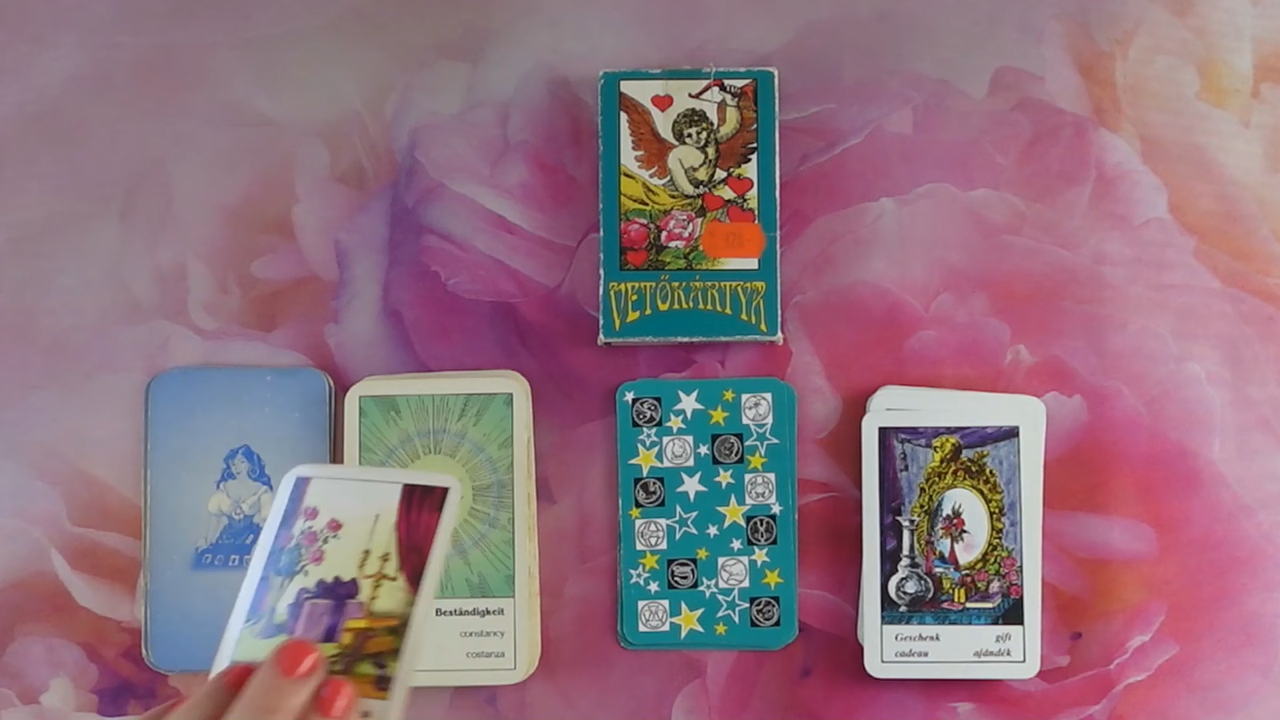 VETŐKÁRTYA
Beständigkeit
constancy
costanza
Geschenk gift
cadeau ajándék